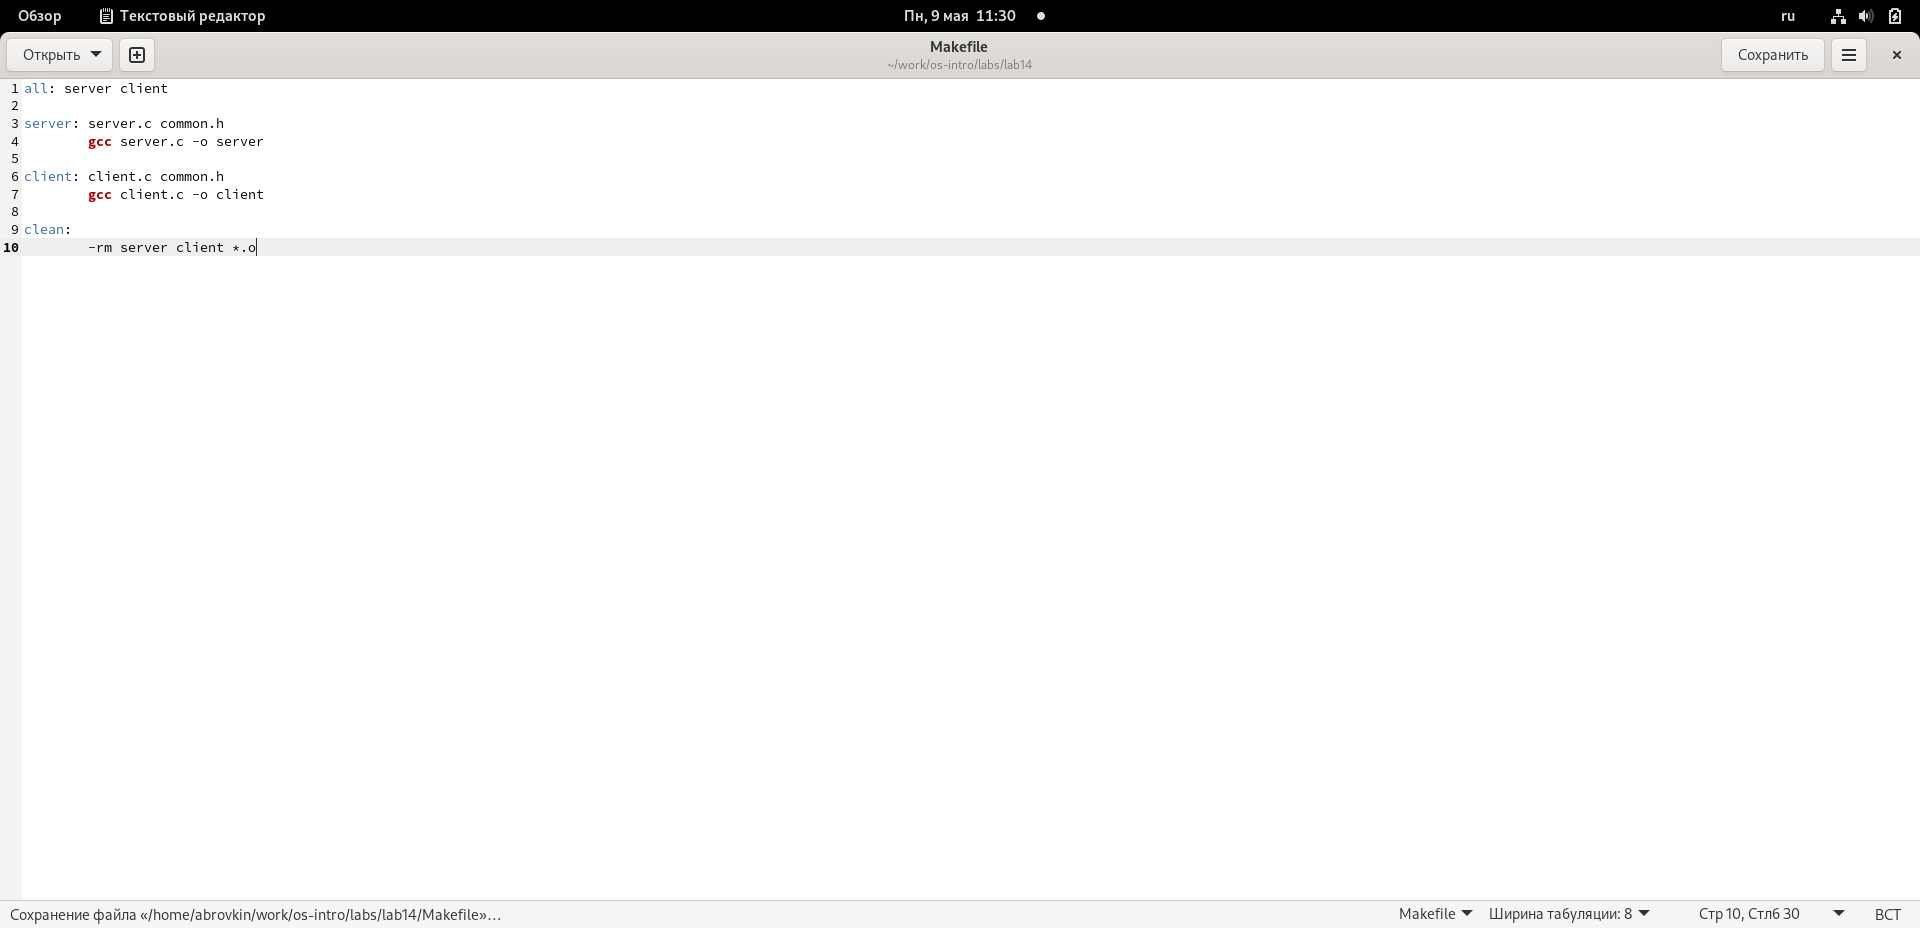 Обзор Текстовый редактор Пн, 9 мая 11:30 ru
Открыть Makefile Сохранить
~/work/os-intro/labs/lab14
1 all: server client
2
3 server: server.c common.h
4 gcc server.c -o server
5
6 client: client.c common.h
7 gcc client.c -o client
8
9 clean:
10 -rm server client *.o
Сохранение файла «/home/abrovkin/work/os-intro/labs/lab14/Makefile»… Makefile Ширина табуляции: 8 Стр 10, Стлб 30 ВСТ